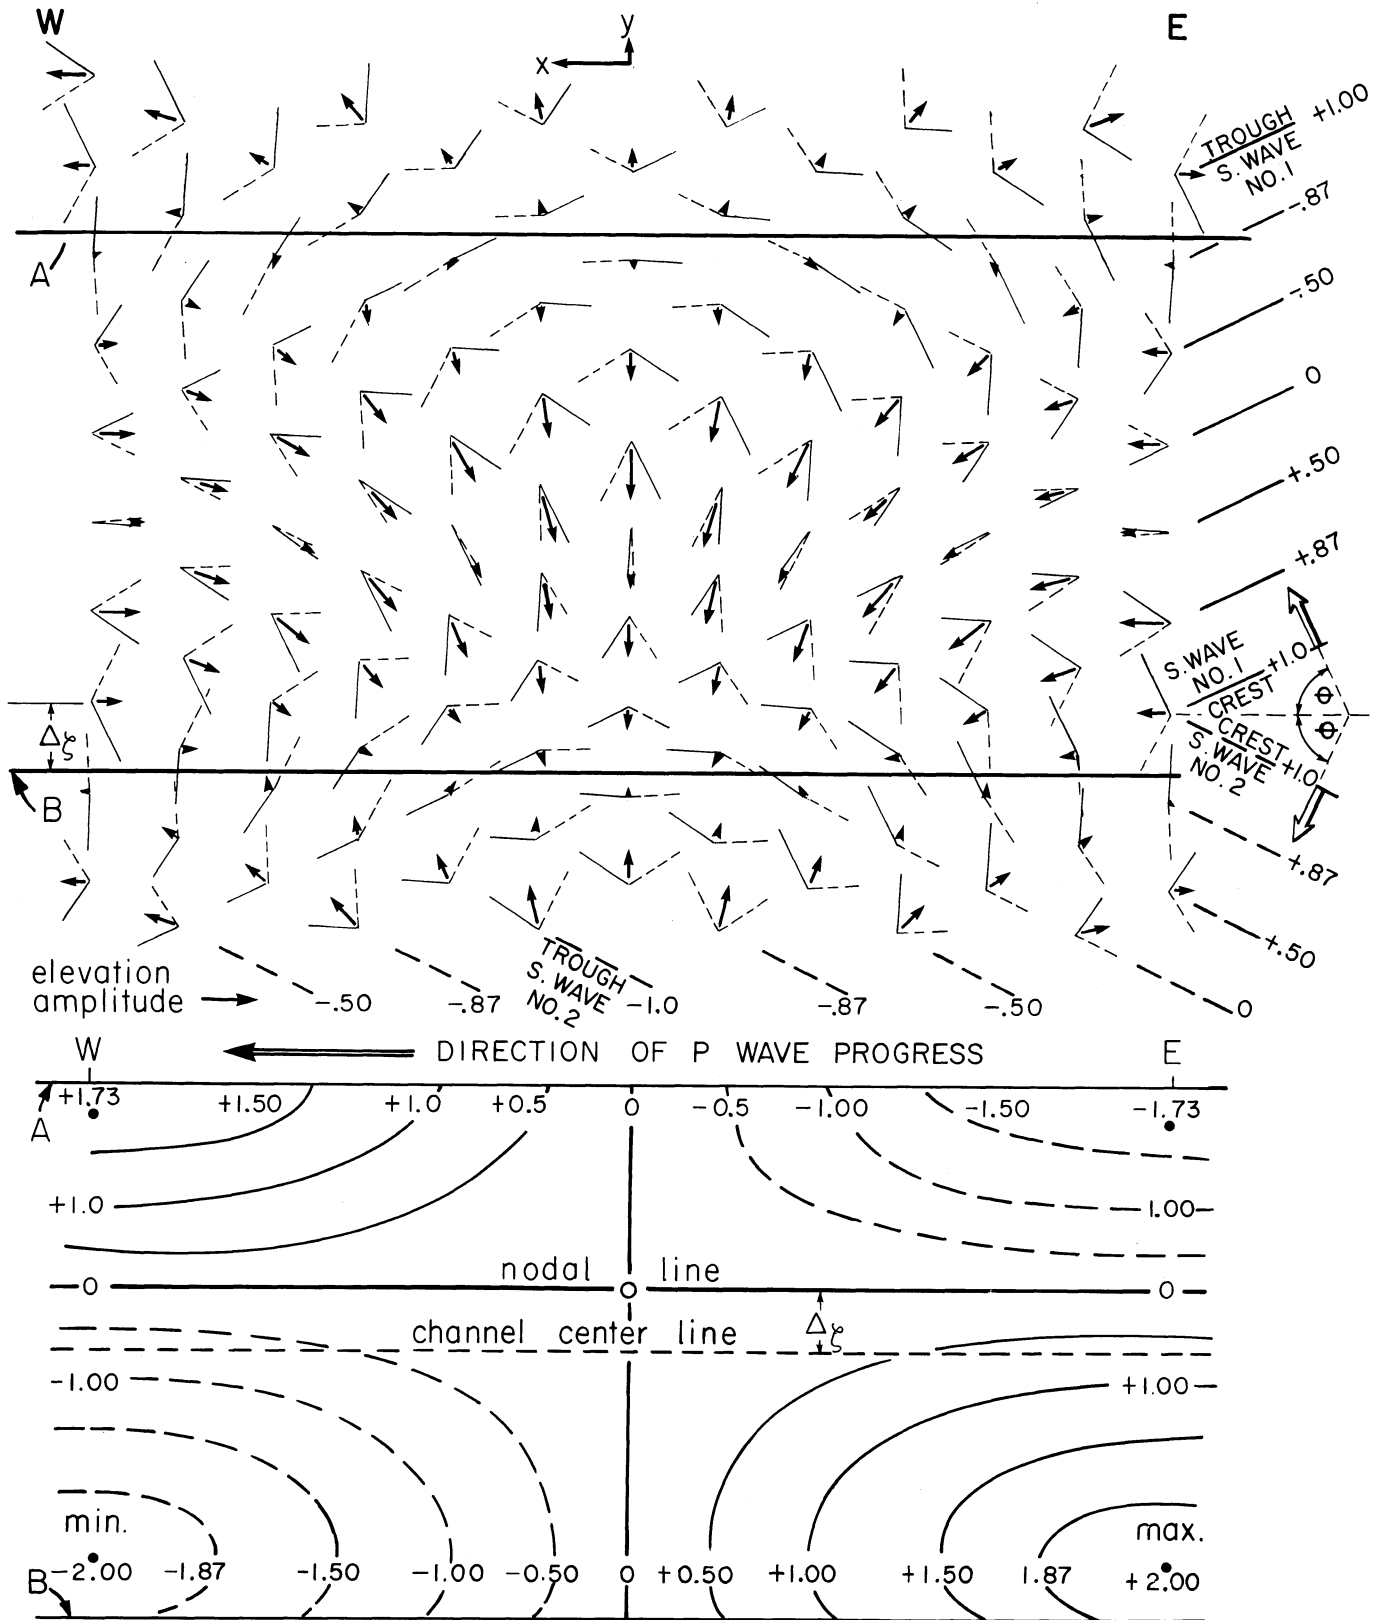 W
y
x
E
TROUGH +1.00
S. WAVE
NO. 1
-.87
-.50
0
+.50
+.87
A
S. WAVE
NO. 1
CREST +1.0
ϕ
ϕ
CREST +1.0
S. WAVE
NO. 2
Δζ
B
+.87
+.50
elevation
amplitude
-.50
-.87
TROUGH
S. WAVE
NO. 2
-1.0
-.87
-.50
0
W
DIRECTION OF P WAVE PROGRESS
E
A
+1.73
+1.50
+1.0
+0.5
0
-0.5
-1.00
-1.50
-1.73
+1.0
1.00
nodal line
0
0
channel center line
Δζ
-1.00
+1.00
min.
max.
B
-2.00
-1.87
-1.50
-1.00
-0.50
0
+0.50
+1.00
+1.50
1.87
+2.00